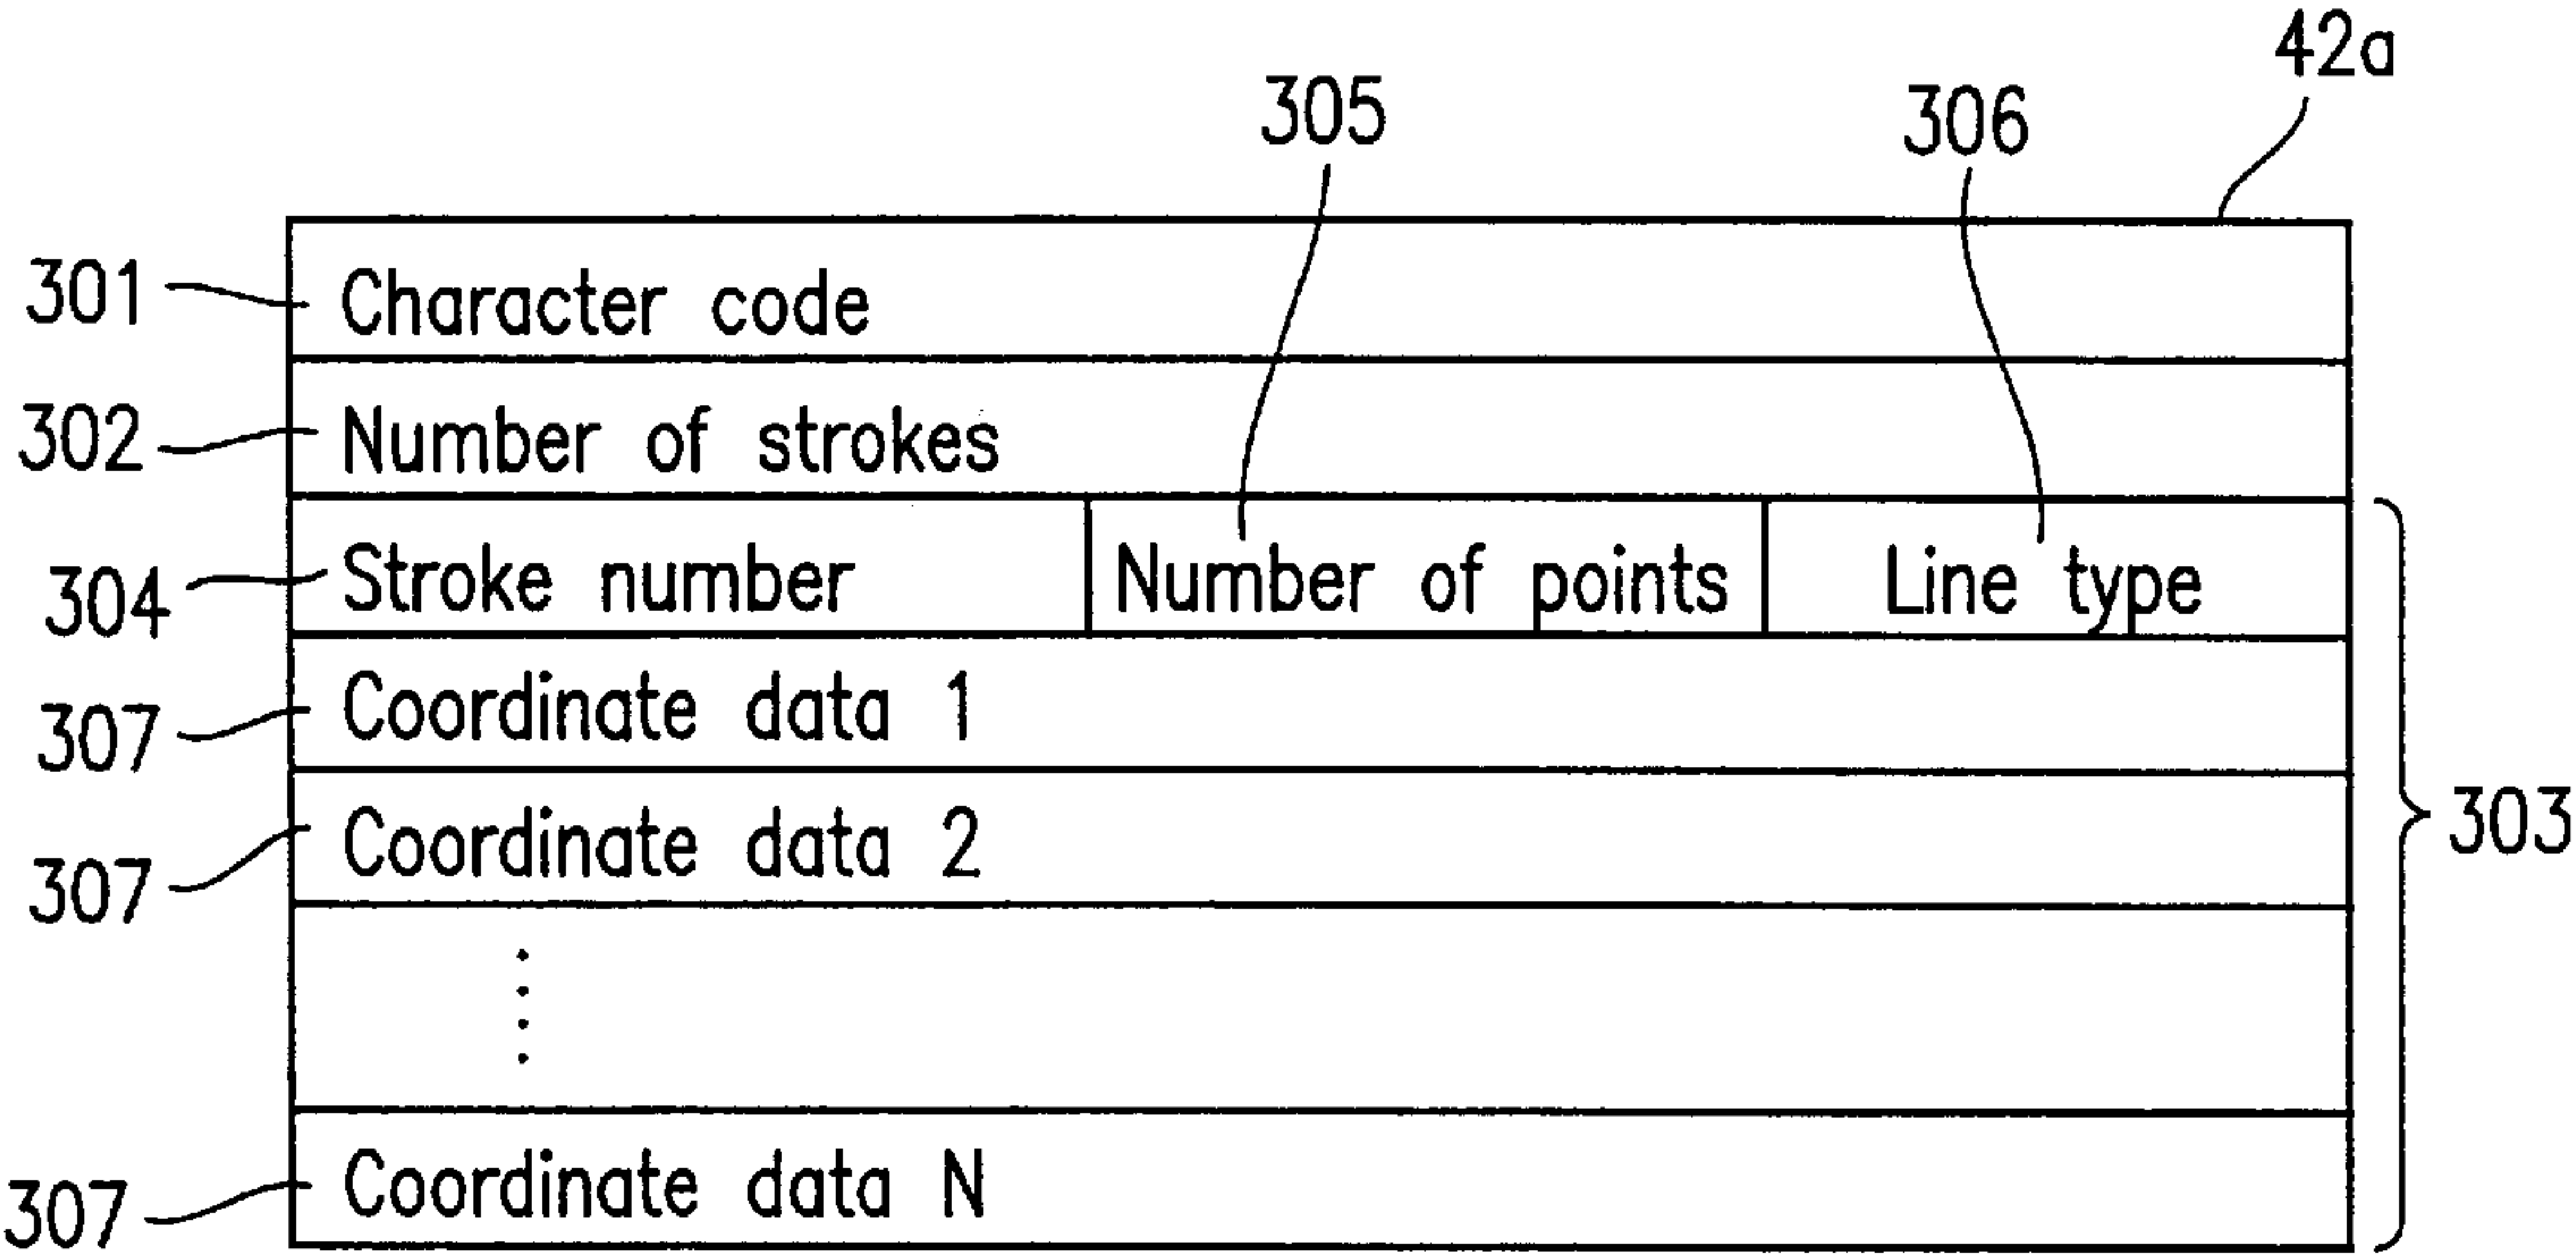 42a
305 306
301 Character code
302 Number of strokes
304 Stroke number Number of points Line type
307 Coordinate data 1
307 Coordinate data 2
303
307 Coordinate data N